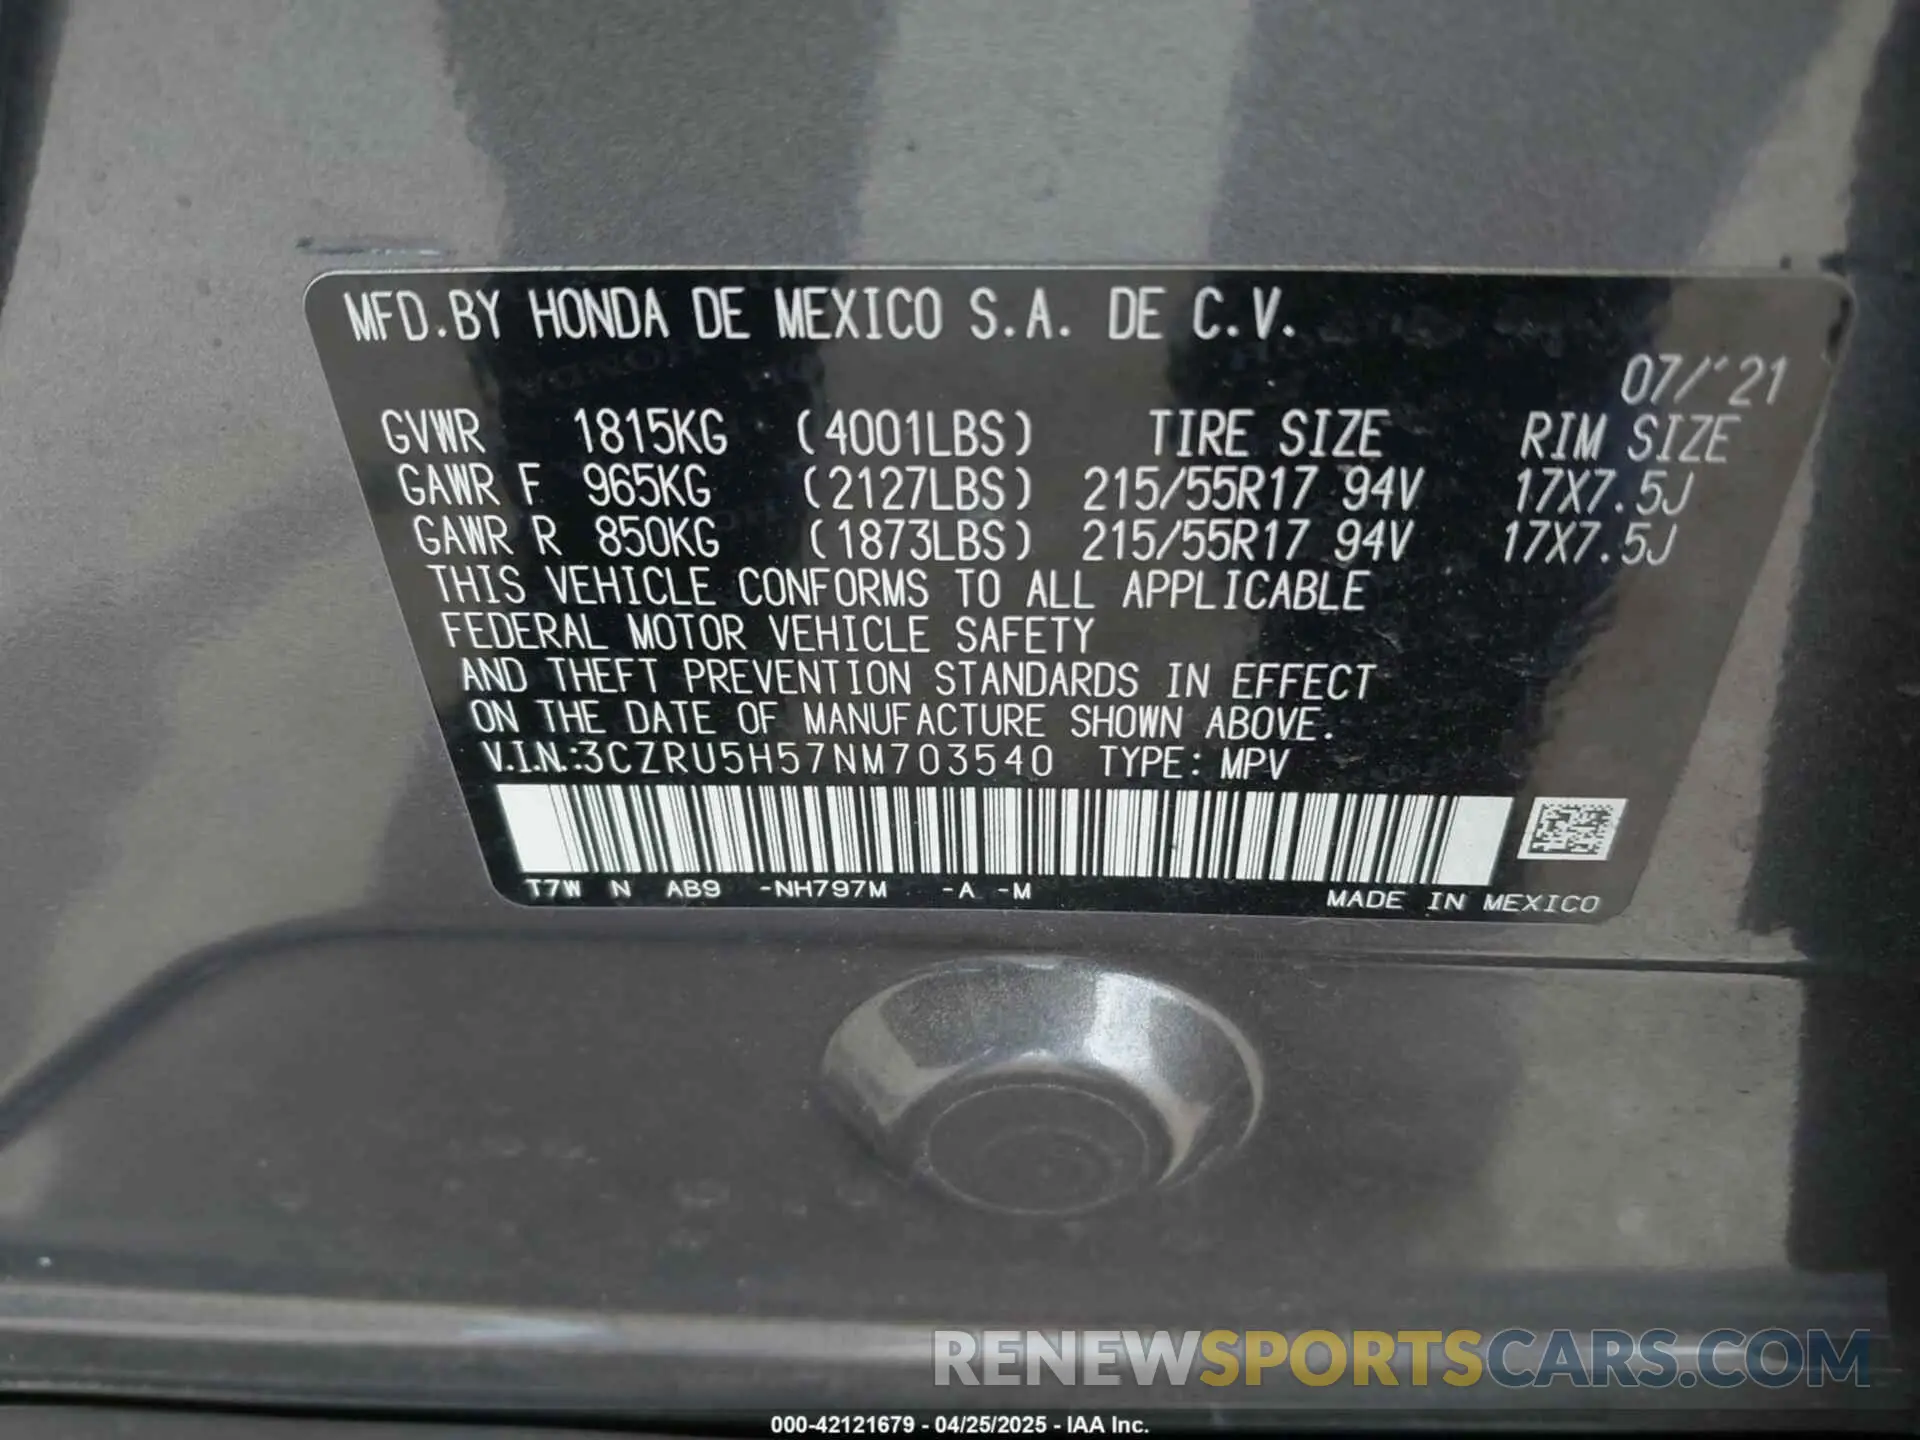 MFD.BY HONDA DE MEXICO S.A. DE C.V.
07/'21
GVWR 1815KG (4001LBS) TIRE SIZE RIM SIZE
GAWR F 965KG (2127LBS) 215/55R17 94V 17X7.5J
GAWR R 850KG (1873LBS) 215/55R17 94V 17X7.5J
THIS VEHICLE CONFORMS TO ALL APPLICABLE
FEDERAL MOTOR VEHICLE SAFETY
AND THEFT PREVENTION STANDARDS IN EFFECT
ON THE DATE OF MANUFACTURE SHOWN ABOVE.
V.I.N.:3CZRU5H57NM703540 TYPE: MPV
T7W N AB9 -NH797M -A -M MADE IN MEXICO
RENEWSPORTSCARS.COM
000-42121679 - 04/25/2025 - IAA Inc.